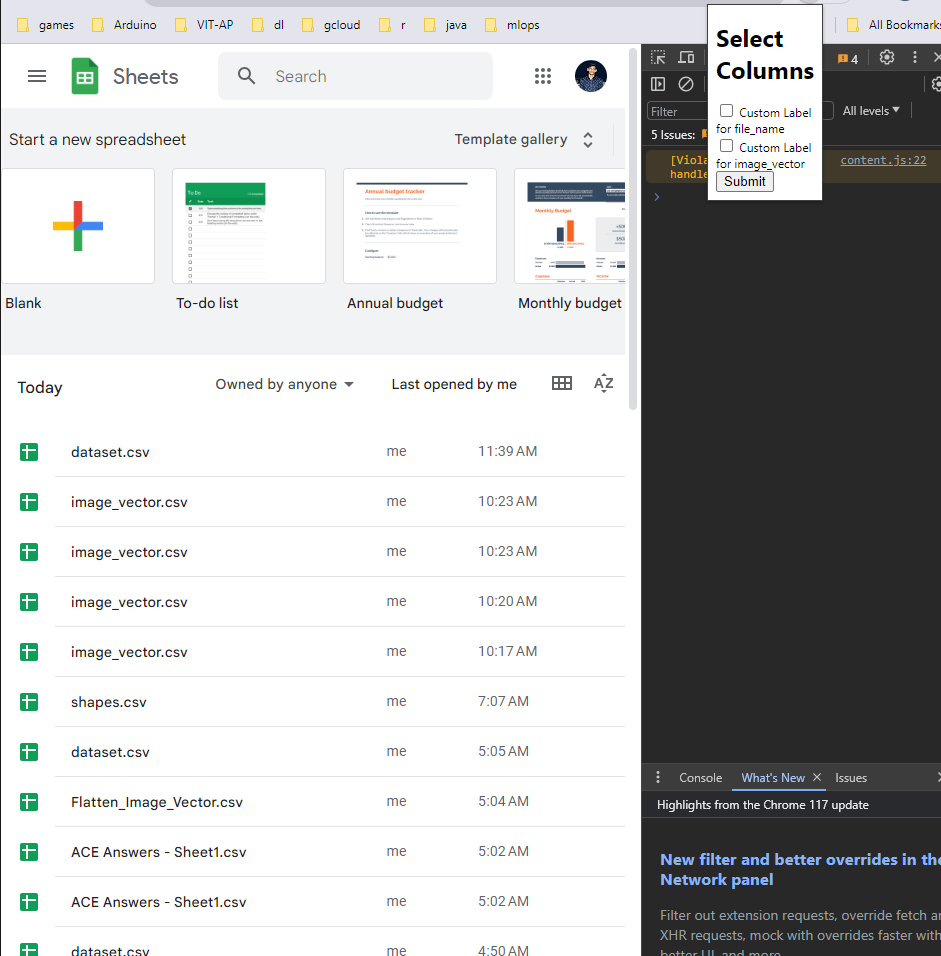 games
Arduino
VIT-AP
dl
gcloud
r
java
mlops
All Bookmarks
Sheets
Search
Start a new spreadsheet
Template gallery
To-Do
Annual budget tracker
Monthly Budget
Blank
To-do list
Annual budget
Monthly budget
Today
Owned by anyone
Last opened by me
AZ
dataset.csv me 11:39 AM
image_vector.csv me 10:23 AM
image_vector.csv me 10:23 AM
image_vector.csv me 10:20 AM
image_vector.csv me 10:17 AM
shapes.csv me 7:07 AM
dataset.csv me 5:05 AM
Flatten_Image_Vector.csv me 5:04 AM
ACE Answers - Sheet1.csv me 5:02 AM
ACE Answers - Sheet1.csv me 5:02 AM
dataset.csv me 4:50 AM
Select
Columns
Custom Label
for file_name
Custom Label
for image_vector
Submit
4
Filter
All levels
5 Issues:
[Viola
handle
content.js:22
Console
What's New
Issues
Highlights from the Chrome 117 update
New filter and better overrides in the
Network panel
Filter out extension requests, override fetch a
XHR requests, mock with overrides faster with
better UI, and more.